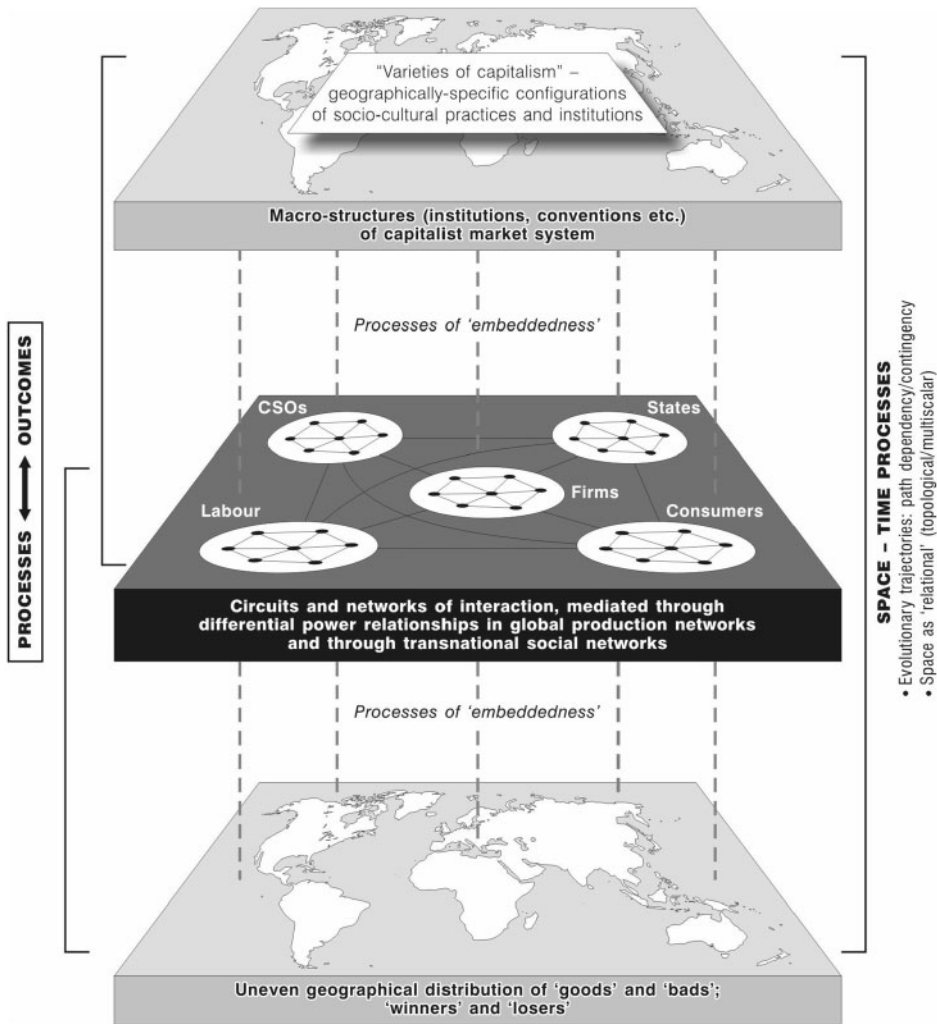 "Varieties of capitalism" –
geographically-specific configurations
of socio-cultural practices and institutions
Macro-structures (institutions, conventions etc.)
of capitalist market system
Processes of 'embeddedness'
CSOs
States
Firms
Labour
Consumers
Circuits and networks of interaction, mediated through
differential power relationships in global production networks
and through transnational social networks
Processes of 'embeddedness'
Uneven geographical distribution of 'goods' and 'bads';
'winners' and 'losers'
PROCESSES ↔ OUTCOMES
SPACE – TIME PROCESSES
• Evolutionary trajectories: path dependency/contingency
• Space as 'relational' (topological/multiscalar)